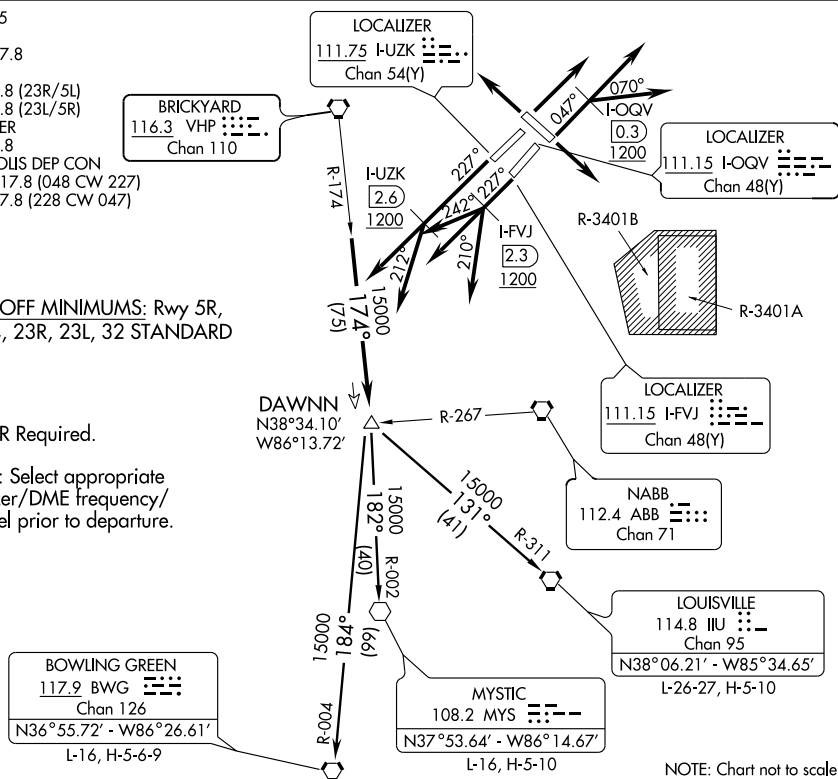 5
7.8
.8 (23R/5L)
.8 (23L/5R)
ER
.8
OLIS DEP CON
17.8 (048 CW 227)
7.8 (228 CW 047)
LOCALIZER
111.75 I-UZK
Chan 54(Y)
BRICKYARD
116.3 VHP
Chan 110
R-174
070°
047°
I-OQV
0.3
1200
LOCALIZER
111.15 I-OQV
Chan 48(Y)
227°
I-UZK
2.6
1200
242°
227°
212°
210°
I-FVJ
2.3
1200
R-3401B
R-3401A
OFF MINIMUMS: Rwy 5R,
, 23R, 23L, 32 STANDARD
15000
174°
(75)
LOCALIZER
111.15 I-FVJ
Chan 48(Y)
DAWNN
N38°34.10'
W86°13.72'
R-267
R Required.
: Select appropriate
zer/DME frequency/
el prior to departure.
NABB
112.4 ABB
Chan 71
15000
131°
(41)
R-311
15000
182°
(40)
R-002
15000
184°
(66)
R-004
LOUISVILLE
114.8 IIU
Chan 95
N38°06.21' - W85°34.65'
L-26-27, H-5-10
BOWLING GREEN
117.9 BWG
Chan 126
N36°55.72' - W86°26.61'
L-16, H-5-6-9
MYSTIC
108.2 MYS
N37°53.64' - W86°14.67'
L-16, H-5-10
NOTE: Chart not to scale